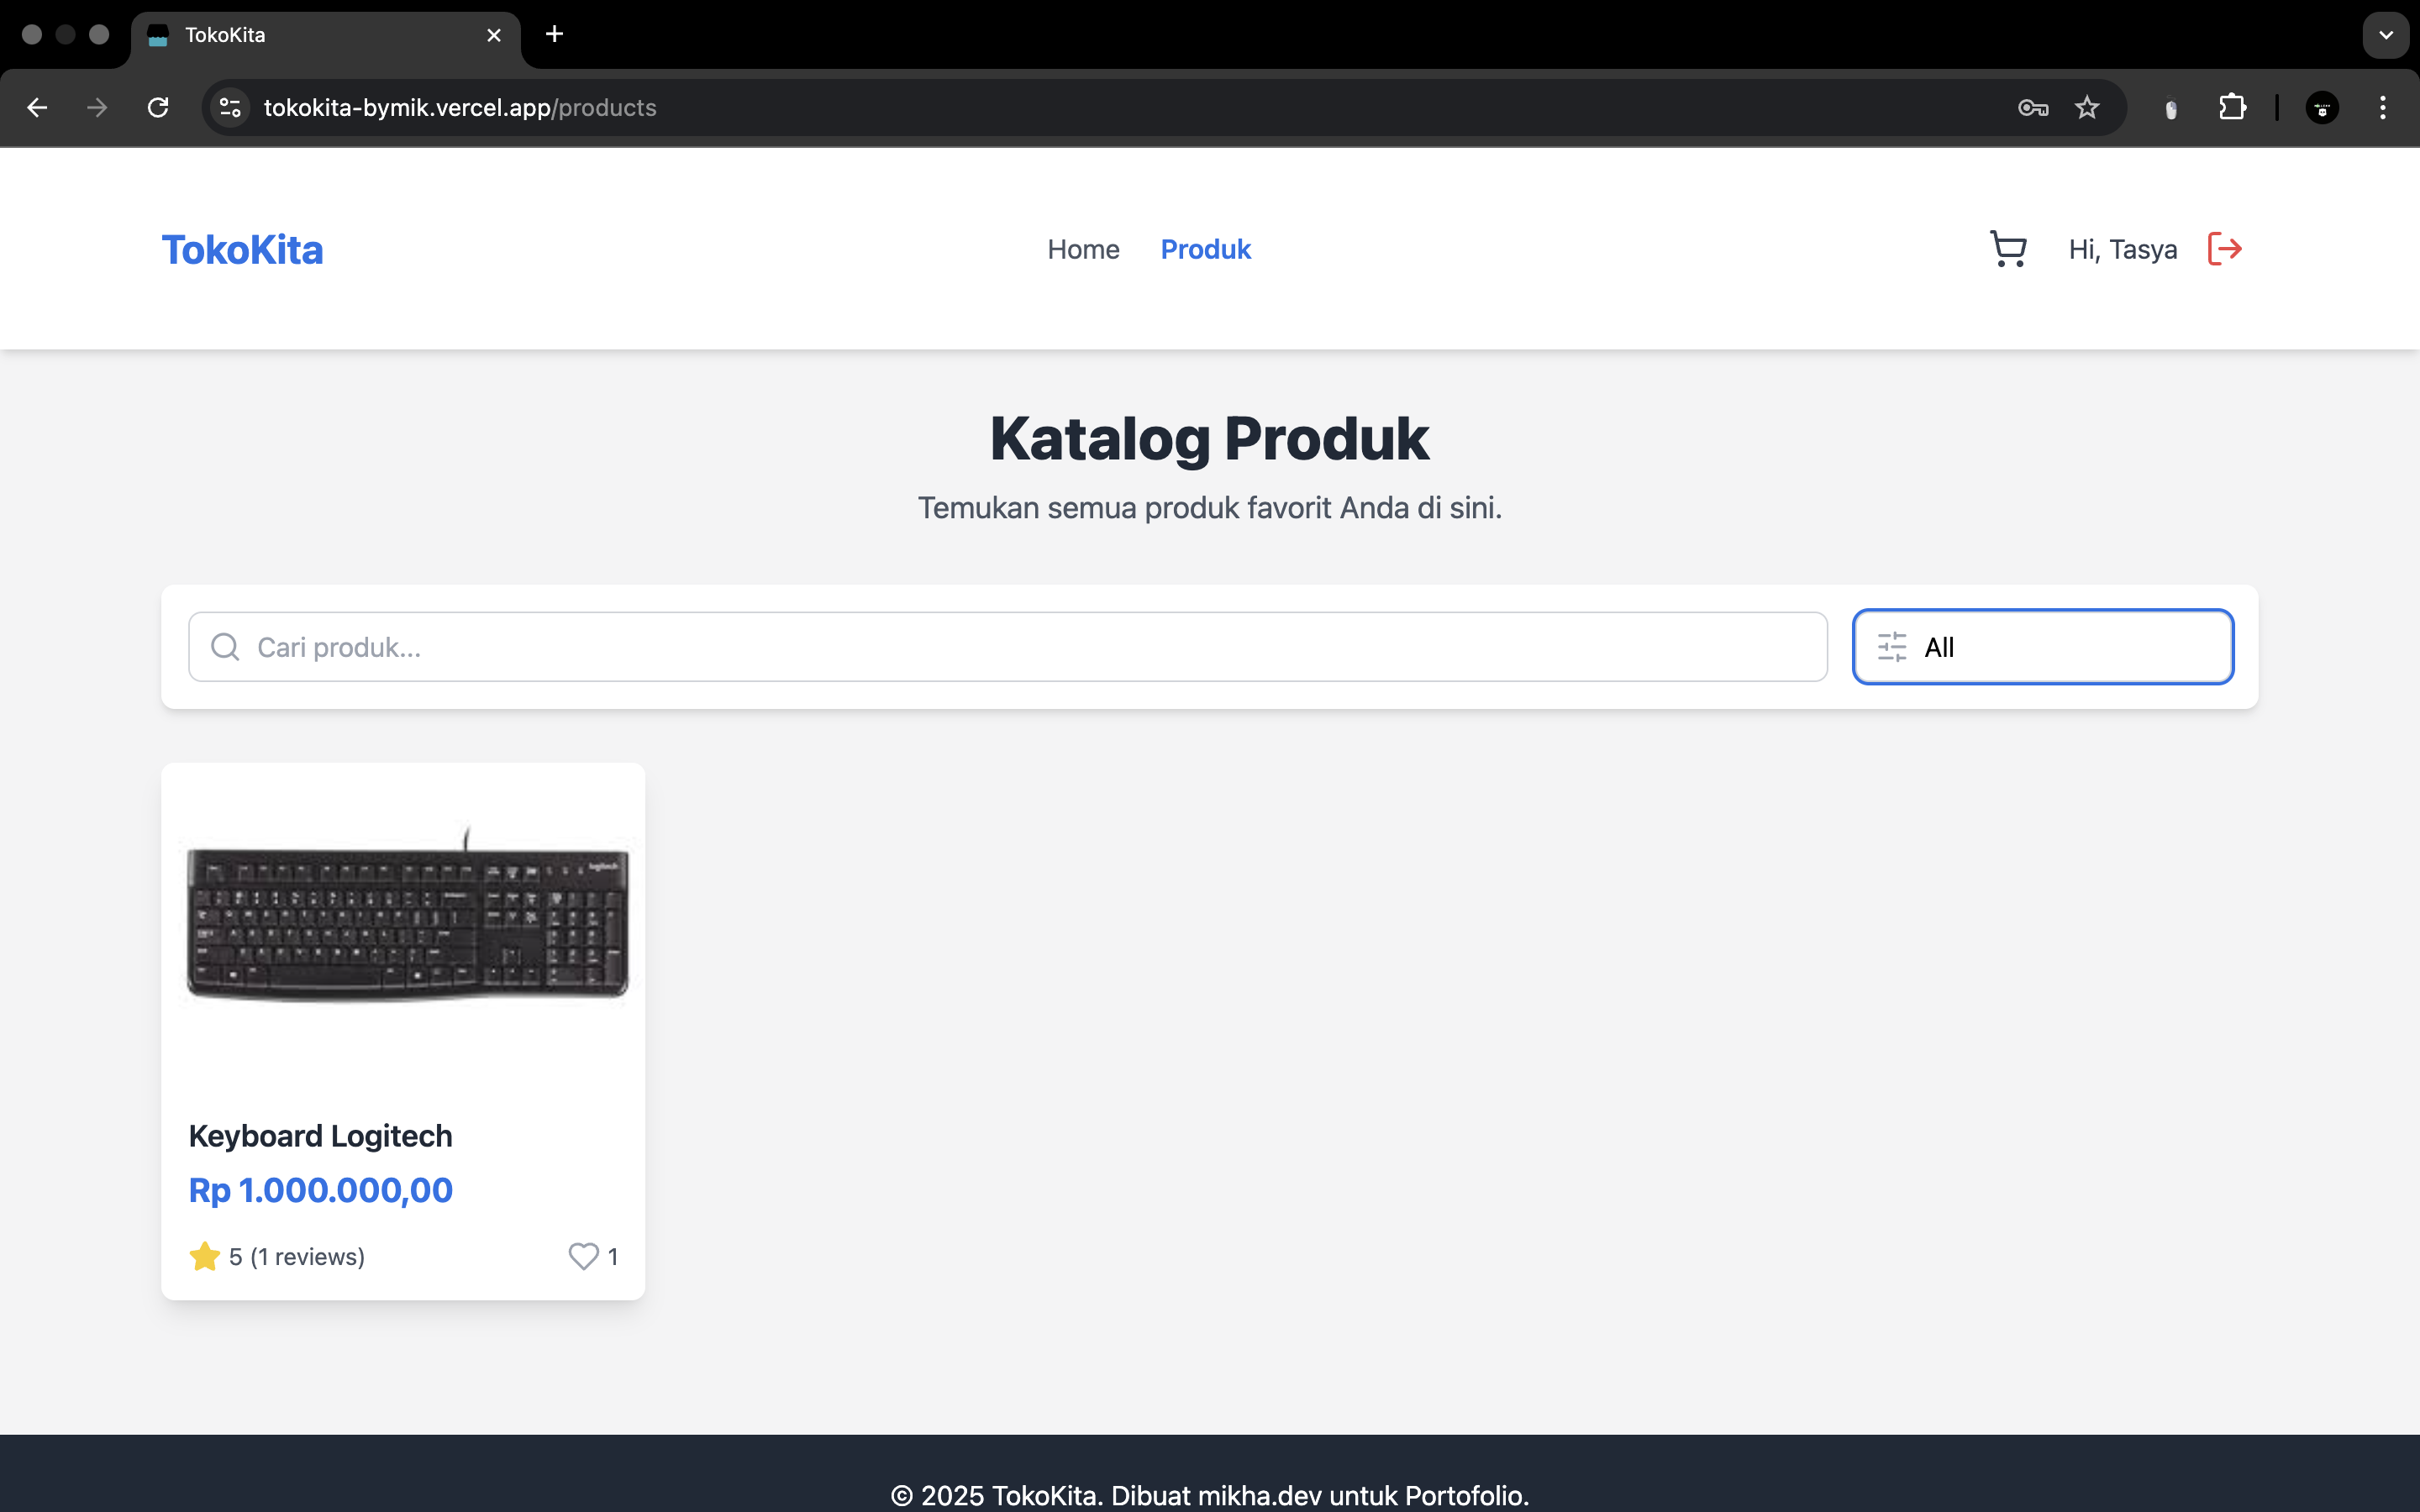 TokoKita
tokokita-bymik.vercel.app/products
TokoKita
Home
Produk
Hi, Tasya
Katalog Produk
Temukan semua produk favorit Anda di sini.
Cari produk...
All
logitech
Keyboard Logitech
Rp 1.000.000,00
5 (1 reviews)
1
© 2025 TokoKita. Dibuat mikha.dev untuk Portofolio.